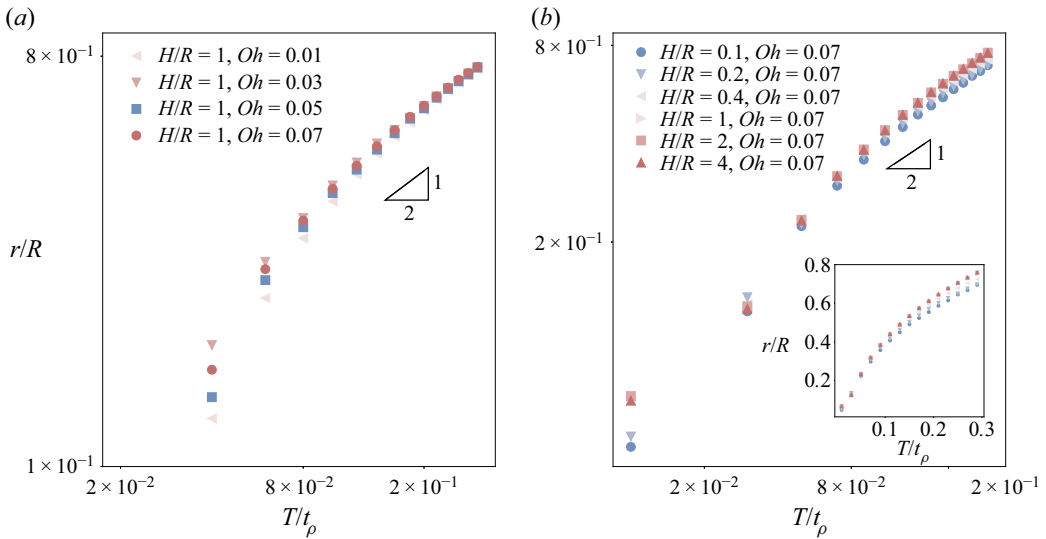 (a)
8 × 10⁻¹
H/R = 1, Oh = 0.01
H/R = 1, Oh = 0.03
H/R = 1, Oh = 0.05
H/R = 1, Oh = 0.07
1
2
r/R
1 × 10⁻¹
2 × 10⁻² 8 × 10⁻² 2 × 10⁻¹
T/tρ
(b)
8 × 10⁻¹
H/R = 0.1, Oh = 0.07
H/R = 0.2, Oh = 0.07
H/R = 0.4, Oh = 0.07
H/R = 1, Oh = 0.07
H/R = 2, Oh = 0.07
H/R = 4, Oh = 0.07
1
2
2 × 10⁻¹
0.8
0.6
r/R
0.4
0.2
0.1 0.2 0.3
T/tρ
2 × 10⁻² 8 × 10⁻² 2 × 10⁻¹
T/tρ